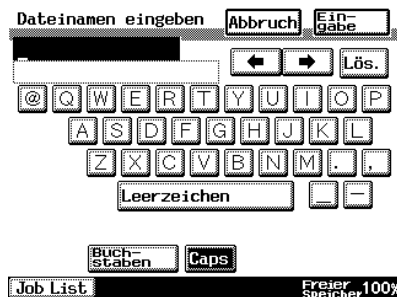 Dateinamen eingeben Abbruch Ein-
gabe
Lös.
@ Q W E R T Y U I O P
A S D F G H J K L
Z X C V B N M . ,
Leerzeichen _ -
Buch-
staben Caps
Job List Freier
Speicher 100%